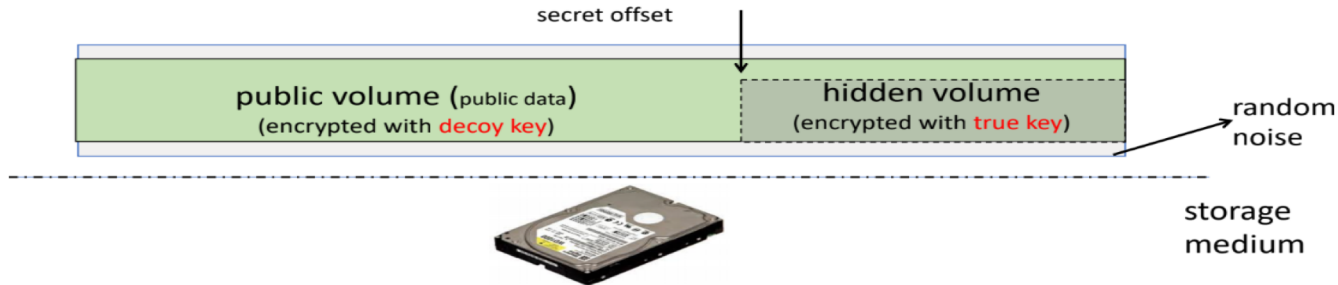 secret offset
public volume (public data)
(encrypted with decoy key)
hidden volume
(encrypted with true key)
random
noise
storage
medium